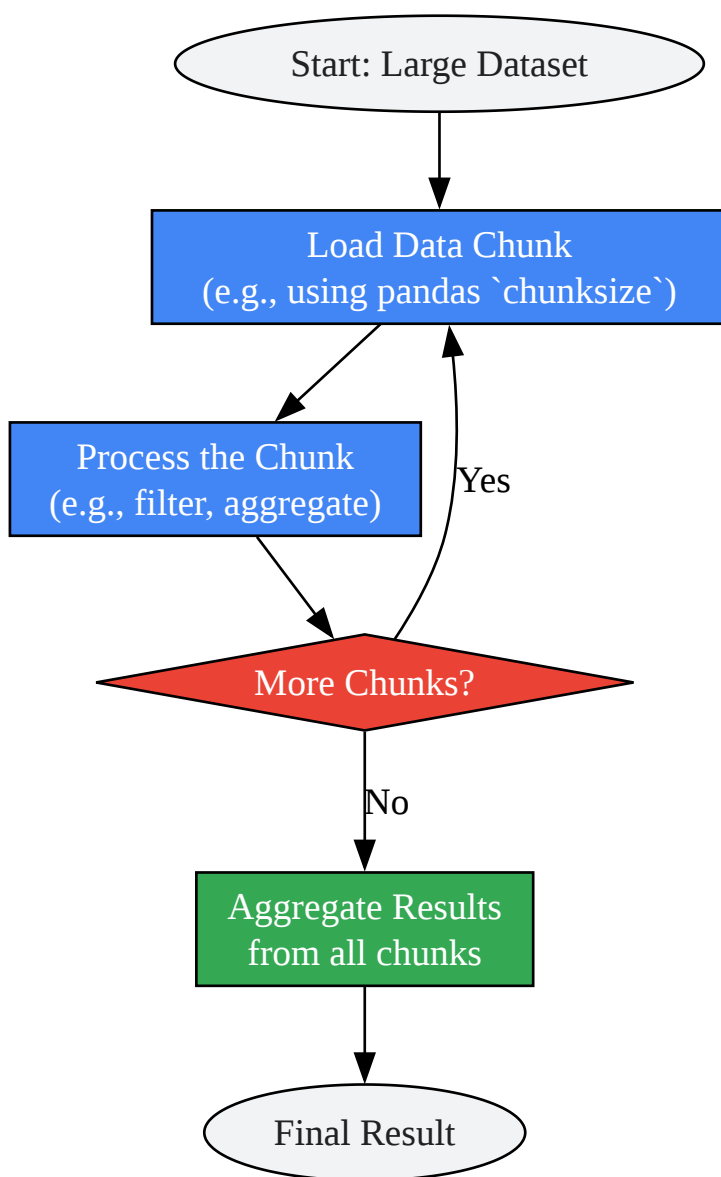 Start: Large Dataset
Load Data Chunk
(e.g., using pandas `chunksize`)
Process the Chunk
(e.g., filter, aggregate)
Yes
More Chunks?
No
Aggregate Results
from all chunks
Final Result